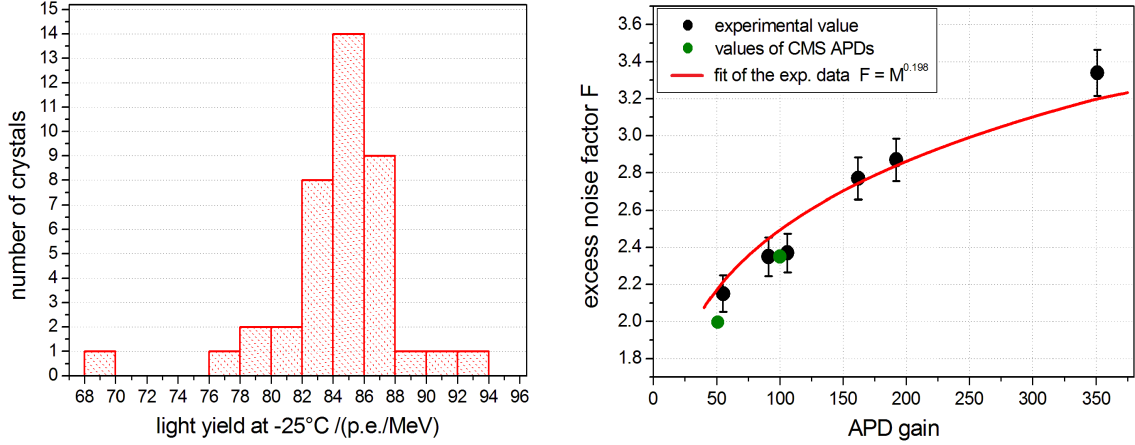 number of crystals
15
14
13
12
11
10
9
8
7
6
5
4
3
2
1
0
68 70 72 74 76 78 80 82 84 86 88 90 92 94 96
light yield at -25°C /(p.e./MeV)
excess noise factor F
3.6
3.4
3.2
3.0
2.8
2.6
2.4
2.2
2.0
1.8
experimental value
values of CMS APDs
fit of the exp. data F = M^0.198
0 50 100 150 200 250 300 350
APD gain